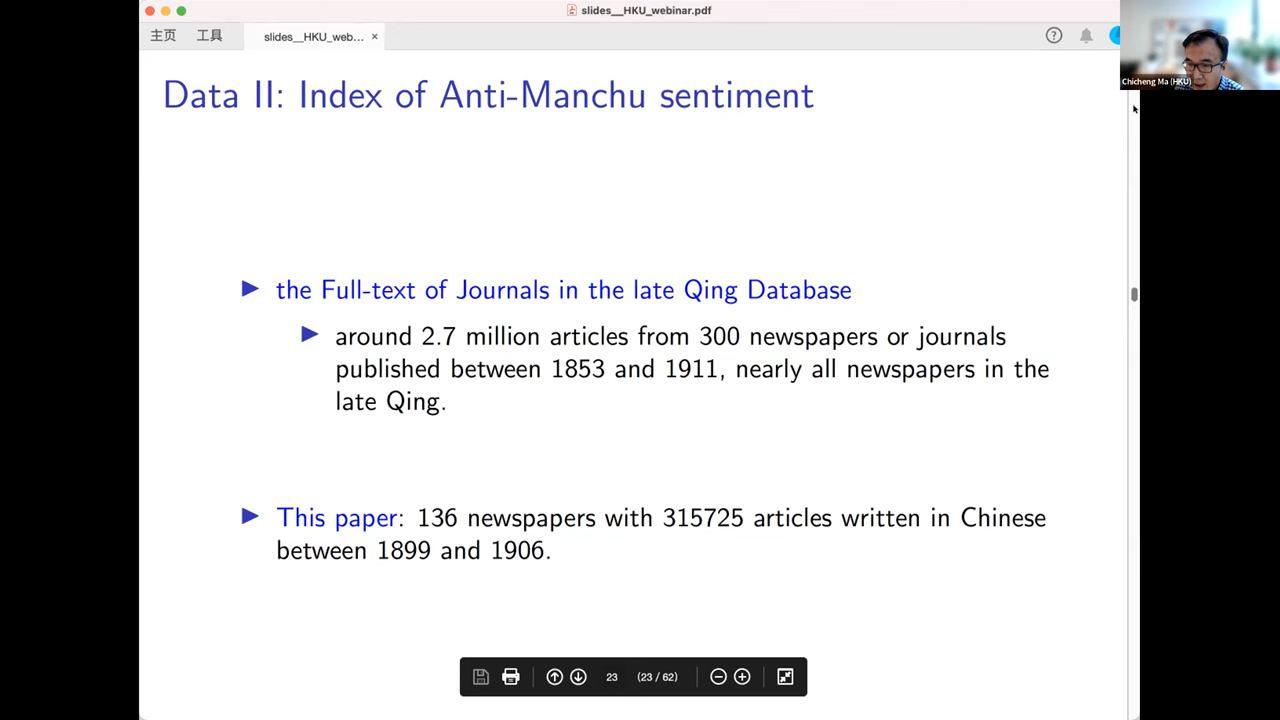 slides__HKU_webinar.pdf
主页 工具 slides__HKU_web... ×
Chicheng Ma (HKU)
Data II: Index of Anti-Manchu sentiment
the Full-text of Journals in the late Qing Database
around 2.7 million articles from 300 newspapers or journals
published between 1853 and 1911, nearly all newspapers in the
late Qing.
This paper: 136 newspapers with 315725 articles written in Chinese
between 1899 and 1906.
23 (23 / 62)